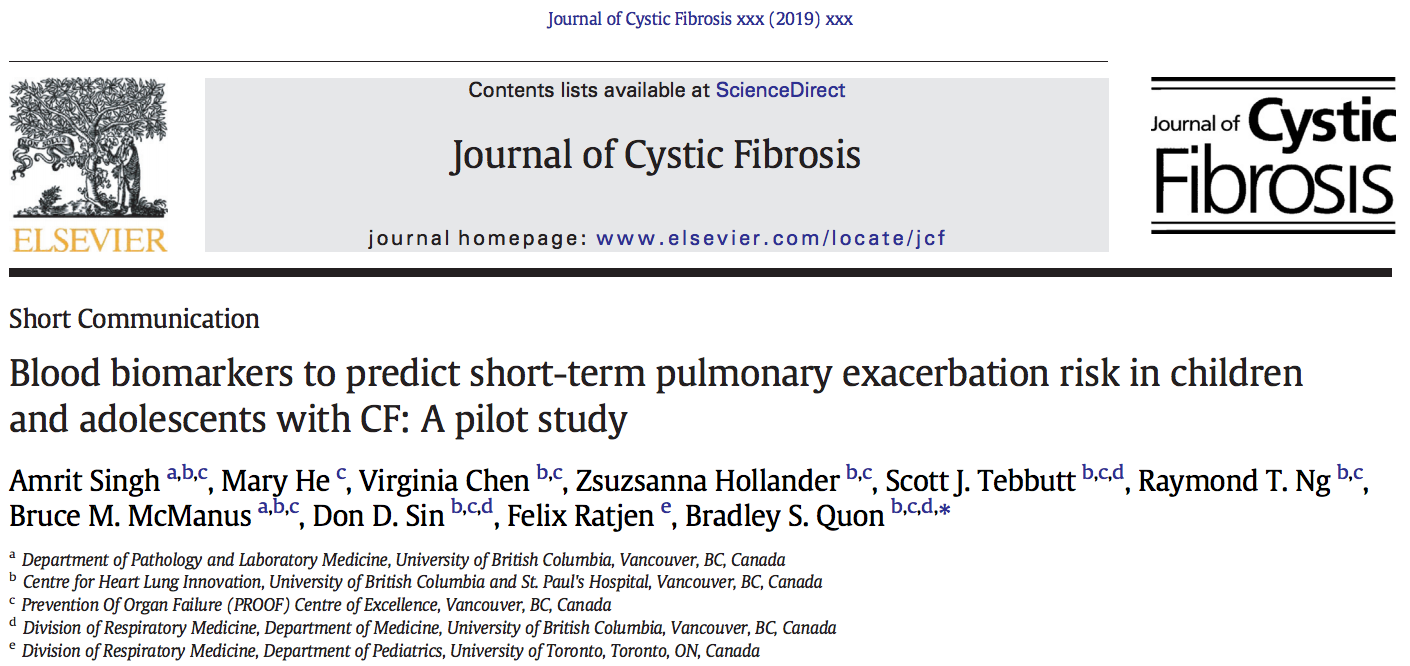 Journal of Cystic Fibrosis xxx (2019) xxx
Contents lists available at ScienceDirect
Journal of Cystic Fibrosis
journal homepage: www.elsevier.com/locate/jcf
ELSEVIER
Journal of Cystic
Fibrosis
Short Communication
Blood biomarkers to predict short-term pulmonary exacerbation risk in children
and adolescents with CF: A pilot study
Amrit Singh a,b,c, Mary He c, Virginia Chen b,c, Zsuzsanna Hollander b,c, Scott J. Tebbutt b,c,d, Raymond T. Ng b,c,
Bruce M. McManus a,b,c, Don D. Sin b,c,d, Felix Ratjen e, Bradley S. Quon b,c,d,*
a Department of Pathology and Laboratory Medicine, University of British Columbia, Vancouver, BC, Canada
b Centre for Heart Lung Innovation, University of British Columbia and St. Paul's Hospital, Vancouver, BC, Canada
c Prevention Of Organ Failure (PROOF) Centre of Excellence, Vancouver, BC, Canada
d Division of Respiratory Medicine, Department of Medicine, University of British Columbia, Vancouver, BC, Canada
e Division of Respiratory Medicine, Department of Pediatrics, University of Toronto, Toronto, ON, Canada